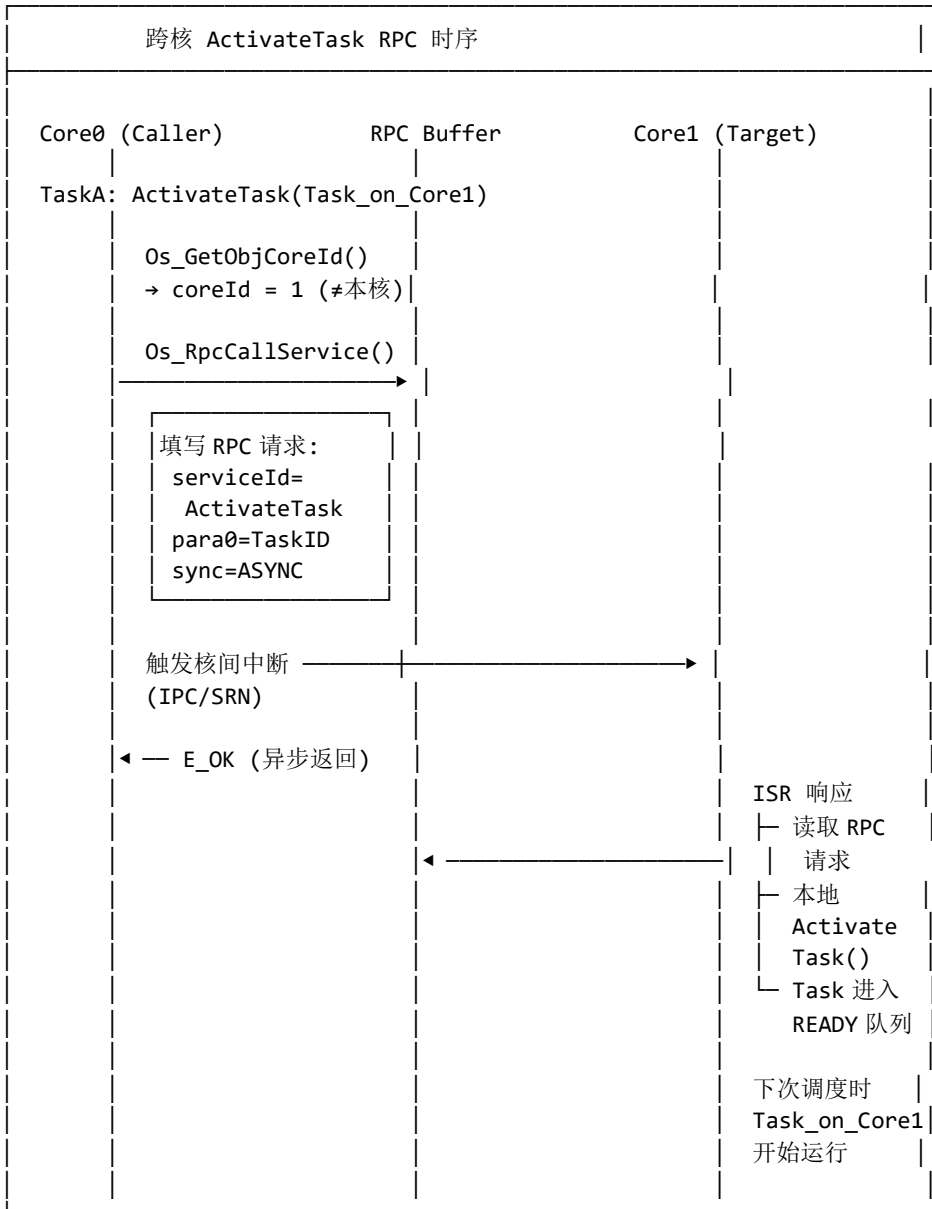 跨核 ActivateTask RPC 时序
Core0 (Caller) RPC Buffer Core1 (Target)
TaskA: ActivateTask(Task_on_Core1)
Os_GetObjCoreId()
→ coreId = 1 (≠本核)
Os_RpcCallService()
填写 RPC 请求:
serviceId=
ActivateTask
para0=TaskID
sync=ASYNC
触发核间中断
(IPC/SRN)
E_OK (异步返回)
ISR 响应
读取 RPC
请求
本地
Activate
Task()
Task 进入
READY 队列
下次调度时
Task_on_Core1
开始运行